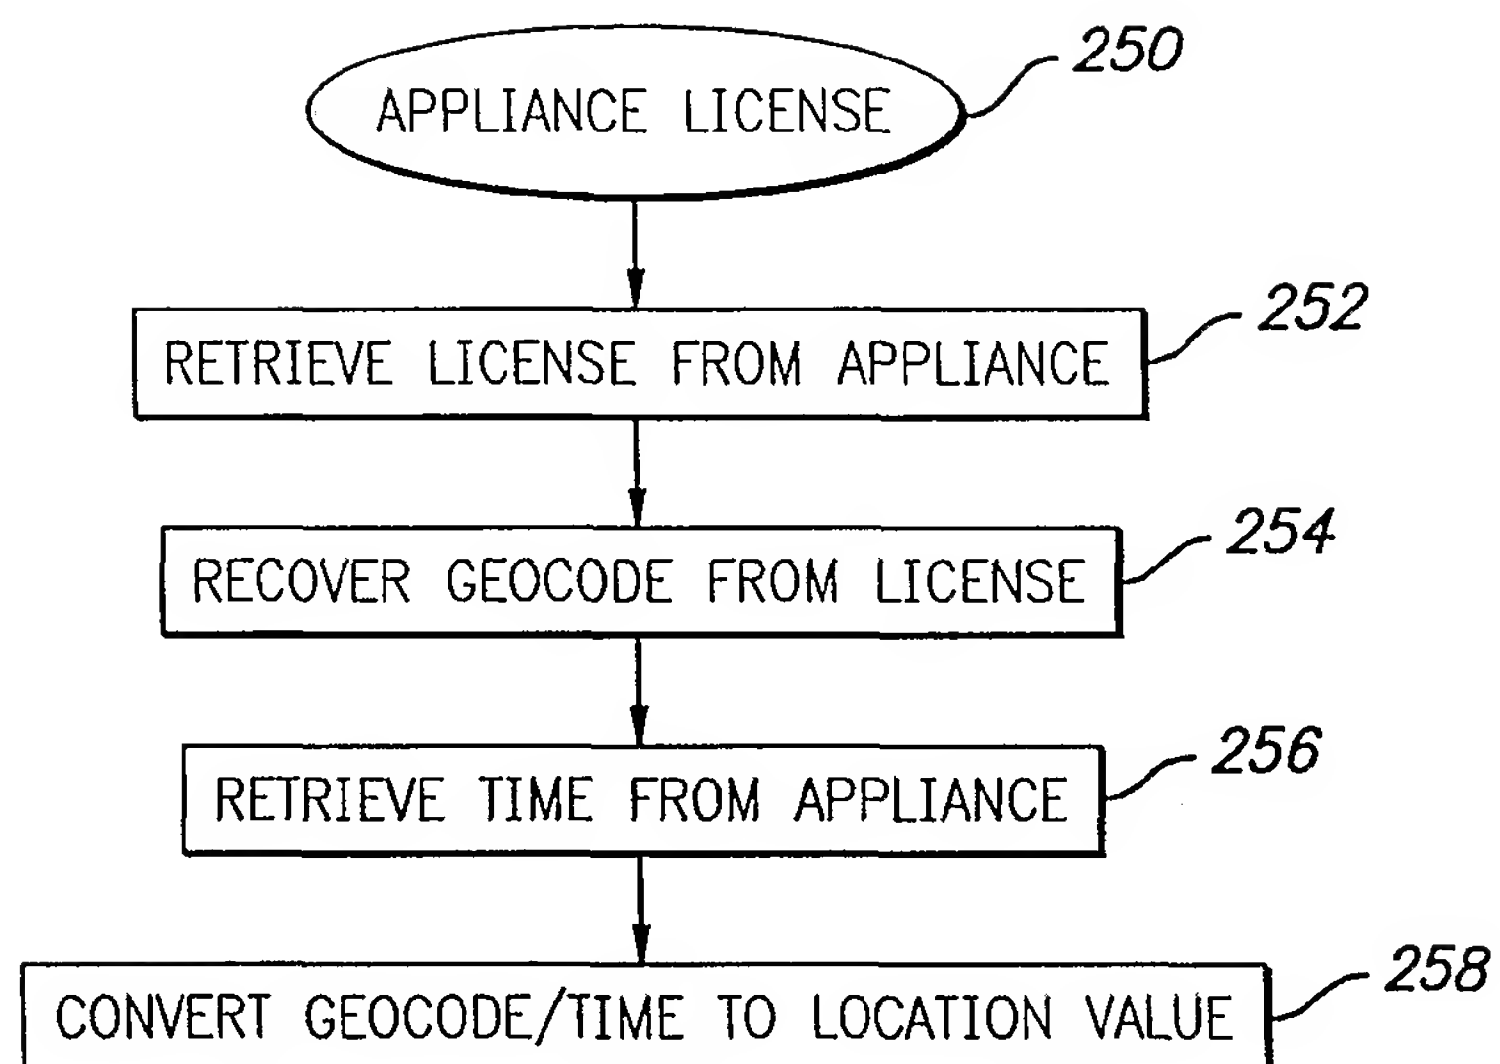 250
APPLIANCE LICENSE
252
RETRIEVE LICENSE FROM APPLIANCE
254
RECOVER GEOCODE FROM LICENSE
256
RETRIEVE TIME FROM APPLIANCE
258
CONVERT GEOCODE/TIME TO LOCATION VALUE